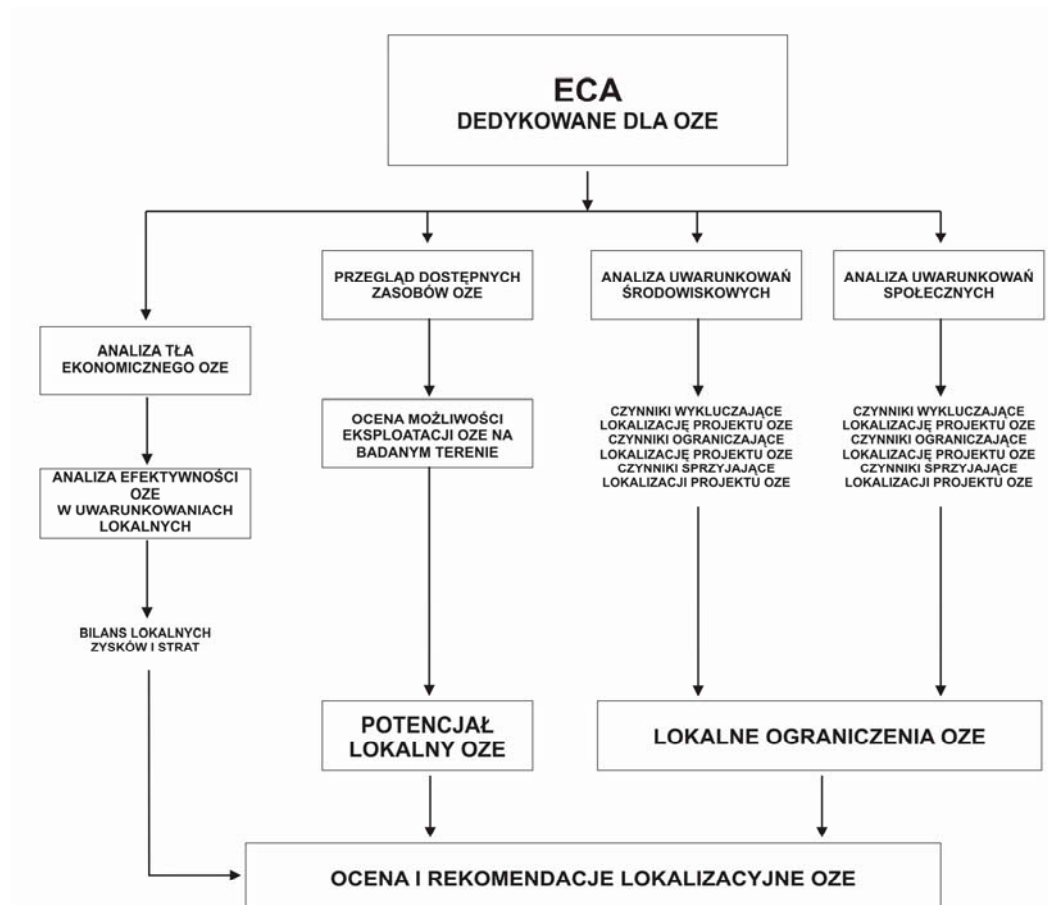 ECA
DEDYKOWANE DLA OZE
PRZEGLĄD DOSTĘPNYCH
ZASOBÓW OZE
ANALIZA UWARUNKOWAŃ
ŚRODOWISKOWYCH
ANALIZA UWARUNKOWAŃ
SPOŁECZNYCH
ANALIZA TŁA
EKONOMICZNEGO OZE
OCENA MOŻLIWOŚCI
EKSPLOATACJI OZE NA
BADANYM TERENIE
CZYNNIKI WYKLUCZAJĄCE
LOKALIZACJĘ PROJEKTU OZE
CZYNNIKI OGRANICZAJĄCE
LOKALIZACJĘ PROJEKTU OZE
CZYNNIKI SPRZYJAJĄCE
LOKALIZACJI PROJEKTU OZE
CZYNNIKI WYKLUCZAJĄCE
LOKALIZACJĘ PROJEKTU OZE
CZYNNIKI OGRANICZAJĄCE
LOKALIZACJĘ PROJEKTU OZE
CZYNNIKI SPRZYJAJĄCE
LOKALIZACJI PROJEKTU OZE
ANALIZA EFEKTYWNOŚCI
OZE
W UWARUNKOWANIACH
LOKALNYCH
BILANS LOKALNYCH
ZYSKÓW I STRAT
POTENCJAŁ
LOKALNY OZE
LOKALNE OGRANICZENIA OZE
OCENA I REKOMENDACJE LOKALIZACYJNE OZE